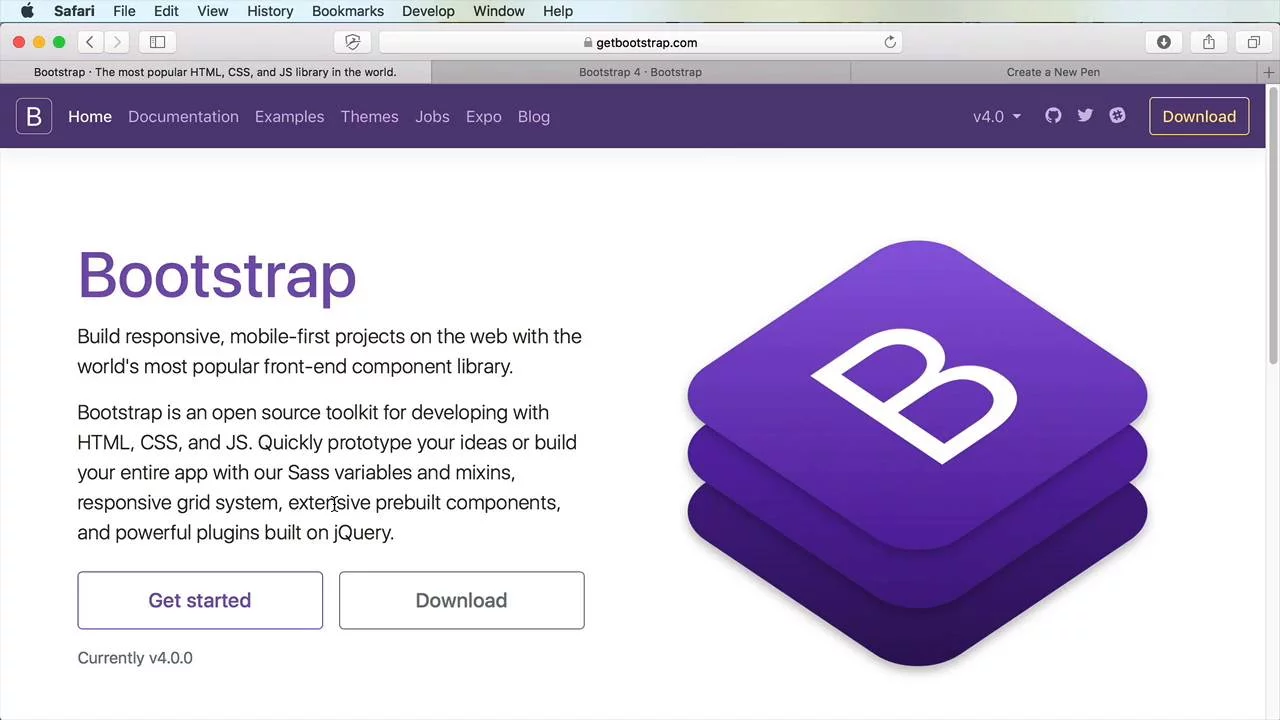 Safari File Edit View History Bookmarks Develop Window Help
getbootstrap.com
Bootstrap · The most popular HTML, CSS, and JS library in the world. Bootstrap 4 · Bootstrap Create a New Pen
B Home Documentation Examples Themes Jobs Expo Blog v4.0 Download
Bootstrap
Build responsive, mobile-first projects on the web with the
world's most popular front-end component library.
Bootstrap is an open source toolkit for developing with
HTML, CSS, and JS. Quickly prototype your ideas or build
your entire app with our Sass variables and mixins,
responsive grid system, extensive prebuilt components,
and powerful plugins built on jQuery.
Get started Download
Currently v4.0.0
B